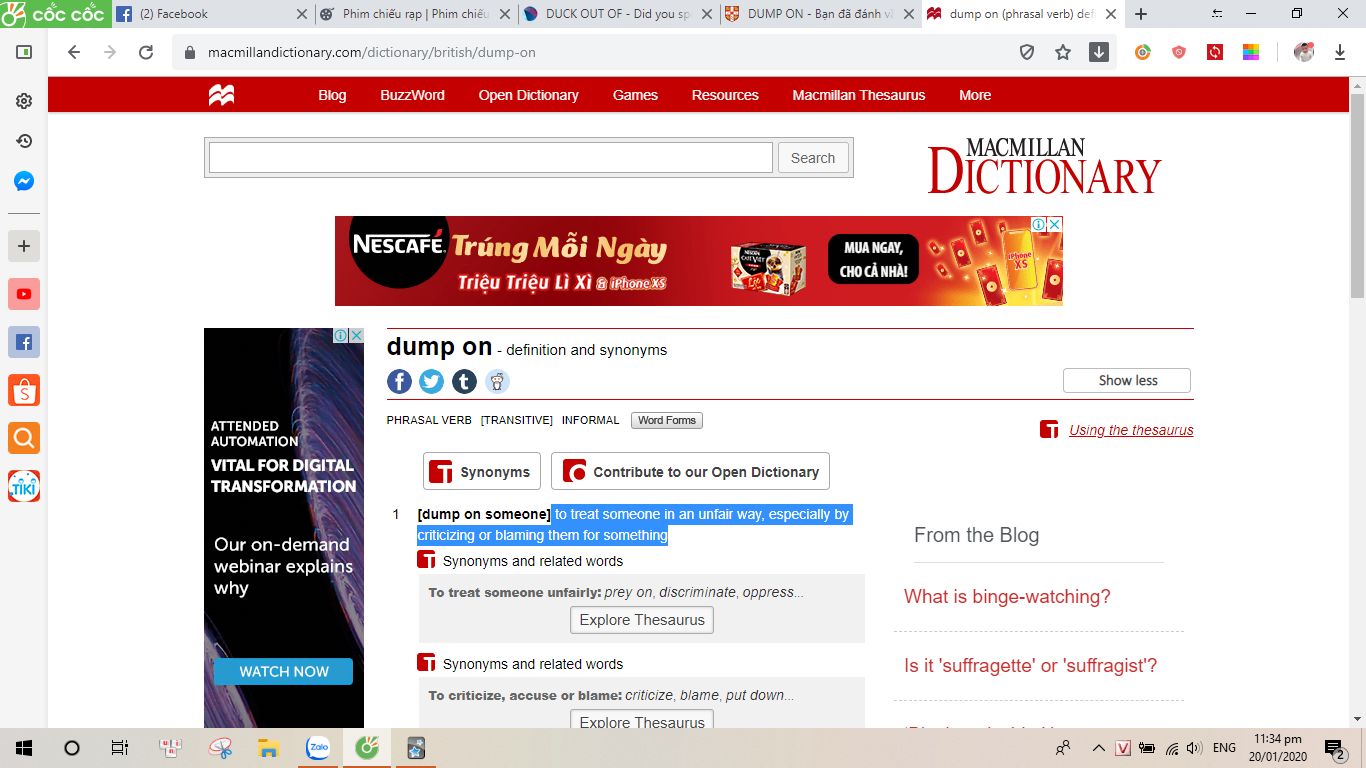 cốc cốc
(2) Facebook
Phim chiếu rạp | Phim chiếu
DUCK OUT OF - Did you sp
DUMP ON - Bạn đã đánh v
dump on (phrasal verb) def
macmillandictionary.com/dictionary/british/dump-on
Blog BuzzWord Open Dictionary Games Resources Macmillan Thesaurus More
Search
MACMILLAN
DICTIONARY
NESCAFÉ
Trúng Mỗi Ngày
Triệu Triệu Lì Xì & iPhone XS
MUA NGAY,
CHO CẢ NHÀ!
iPhone
XS
dump on - definition and synonyms
Show less
PHRASAL VERB [TRANSITIVE] INFORMAL Word Forms
Using the thesaurus
Synonyms
Contribute to our Open Dictionary
1 [dump on someone] to treat someone in an unfair way, especially by
criticizing or blaming them for something
Synonyms and related words
To treat someone unfairly: prey on, discriminate, oppress...
Explore Thesaurus
Synonyms and related words
To criticize, accuse or blame: criticize, blame, put down...
Explore Thesaurus
ATTENDED
AUTOMATION
VITAL FOR DIGITAL
TRANSFORMATION
Our on-demand
webinar explains
why
WATCH NOW
From the Blog
What is binge-watching?
Is it 'suffragette' or 'suffragist'?
TIKI
Zalo
V
ENG
11:34 pm
20/01/2020
2